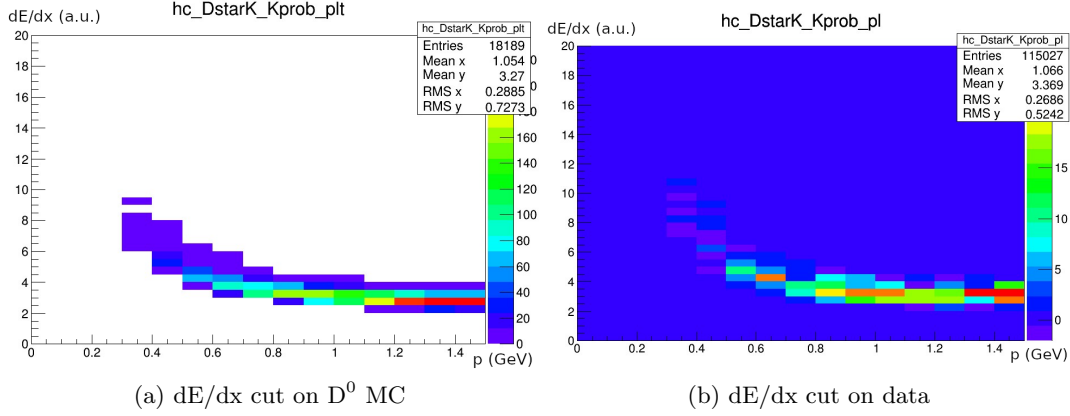 hc_DstarK_Kprob_plt
dE/dx (a.u.)
hc_DstarK_Kprob_plt
Entries 18189
Mean x 1.054
Mean y 3.27
RMS x 0.2885
RMS y 0.7273
20
18
16
14
12
10
8
6
4
2
0
0 0.2 0.4 0.6 0.8 1 1.2 1.4
p (GeV)
160
140
120
100
80
60
40
20
0
(a) dE/dx cut on D⁰ MC
hc_DstarK_Kprob_pl
dE/dx (a.u.)
hc_DstarK_Kprob_pl
Entries 115027
Mean x 1.066
Mean y 3.369
RMS x 0.2686
RMS y 0.5242
20
18
16
14
12
10
8
6
4
2
0
0 0.2 0.4 0.6 0.8 1 1.2 1.4
p (GeV)
15
10
5
0
(b) dE/dx cut on data